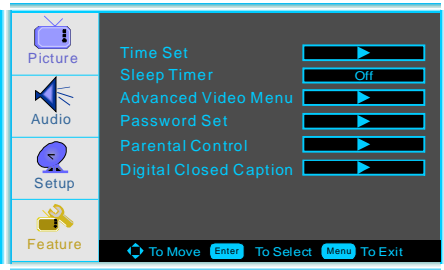 Picture
Audio
Setup
Feature
Time Set
Sleep Timer Off
Advanced Video Menu
Password Set
Parental Control
Digital Closed Caption
To Move Enter To Select Menu To Exit